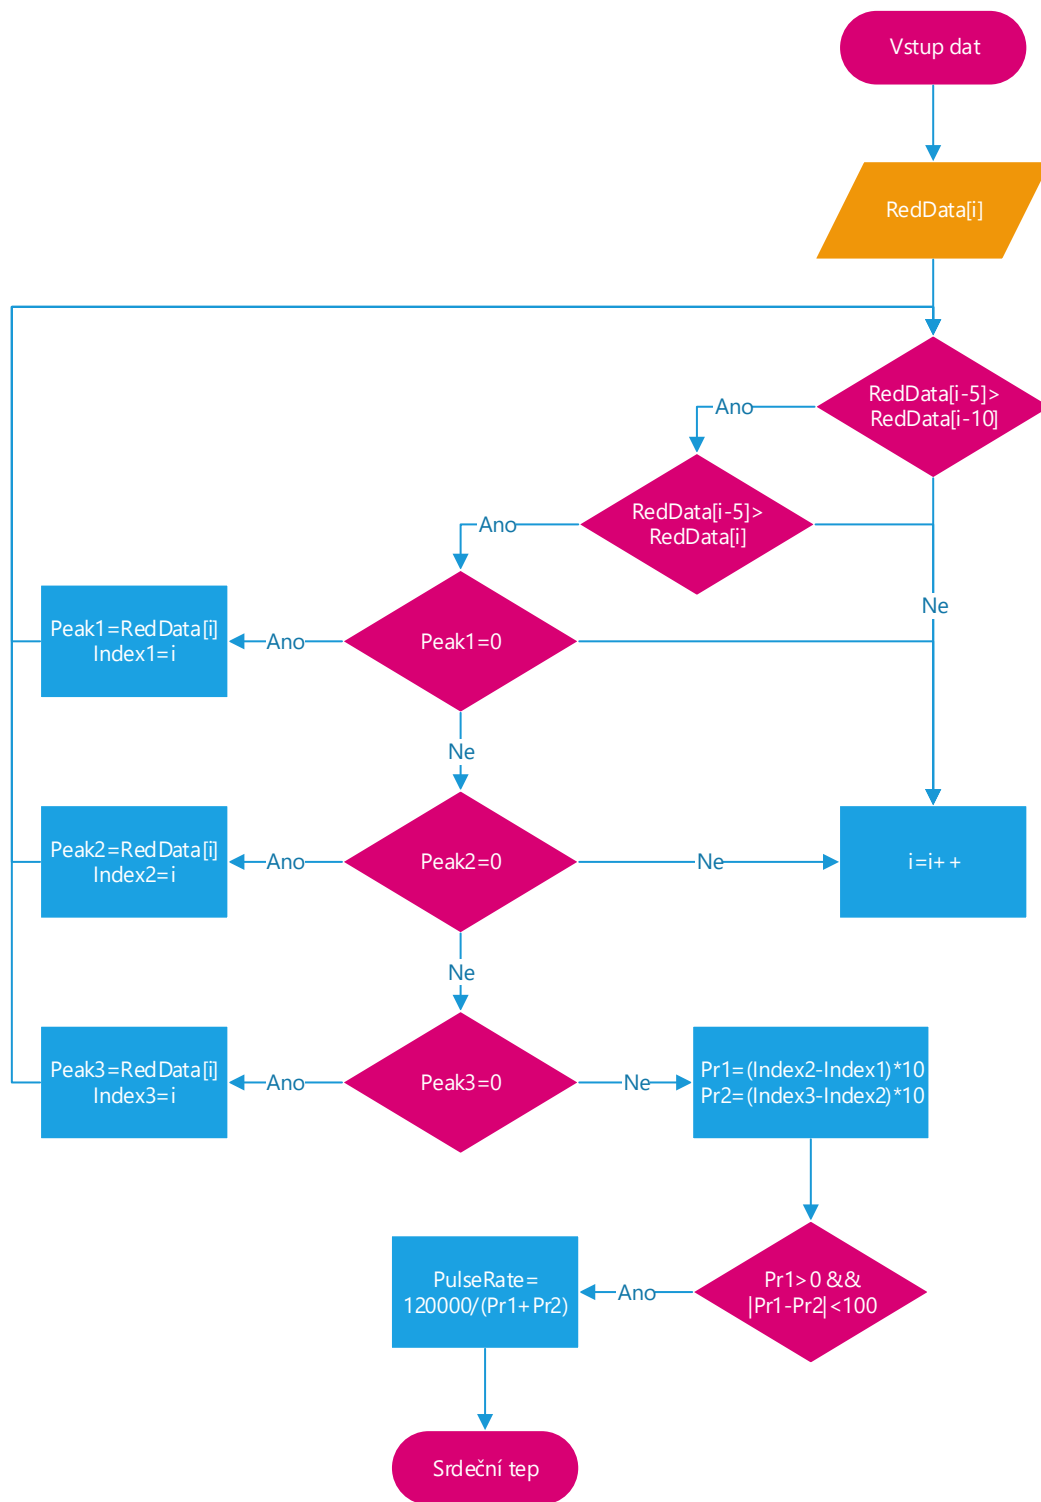 Vstup dat
RedData[i]
RedData[i-5]>
RedData[i-10]
Ano
RedData[i-5]>
RedData[i]
Ano
Ne
Peak1=RedData[i]
Index1=i
Ano
Peak1=0
Ne
Peak2=RedData[i]
Index2=i
Ano
Peak2=0
Ne
i=i++
Ne
Peak3=RedData[i]
Index3=i
Ano
Peak3=0
Ne
Pr1=(Index2-Index1)*10
Pr2=(Index3-Index2)*10
PulseRate=
120000/(Pr1+Pr2)
Ano
Pr1>0 &&
|Pr1-Pr2|<100
Srdeční tep